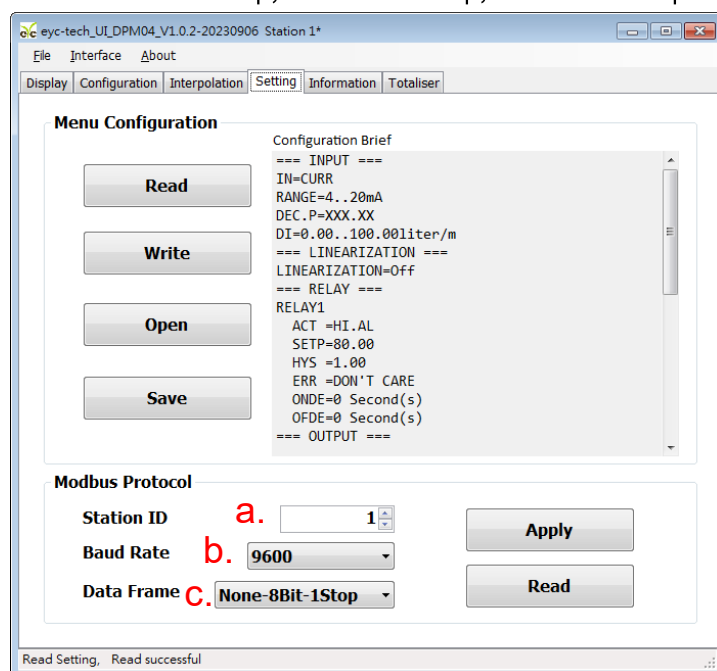 eyc-tech_UI_DPM04_V1.0.2-20230906 Station 1*
File Interface About
Display Configuration Interpolation Setting Information Totaliser
Menu Configuration
Configuration Brief
Read
Write
Open
Save
=== INPUT ===
IN=CURR
RANGE=4..20mA
DEC.P=XXX.XX
DI=0.00..100.00liter/m
=== LINEARIZATION ===
LINEARIZATION=Off
=== RELAY ===
RELAY1
ACT =HI.AL
SETP=80.00
HYS =1.00
ERR =DON'T CARE
ONDE=0 Second(s)
OFDE=0 Second(s)
=== OUTPUT ===
Modbus Protocol
Station ID a. 1
Baud Rate b. 9600
Data Frame c. None-8Bit-1Stop
Apply
Read
Read Setting, Read successful